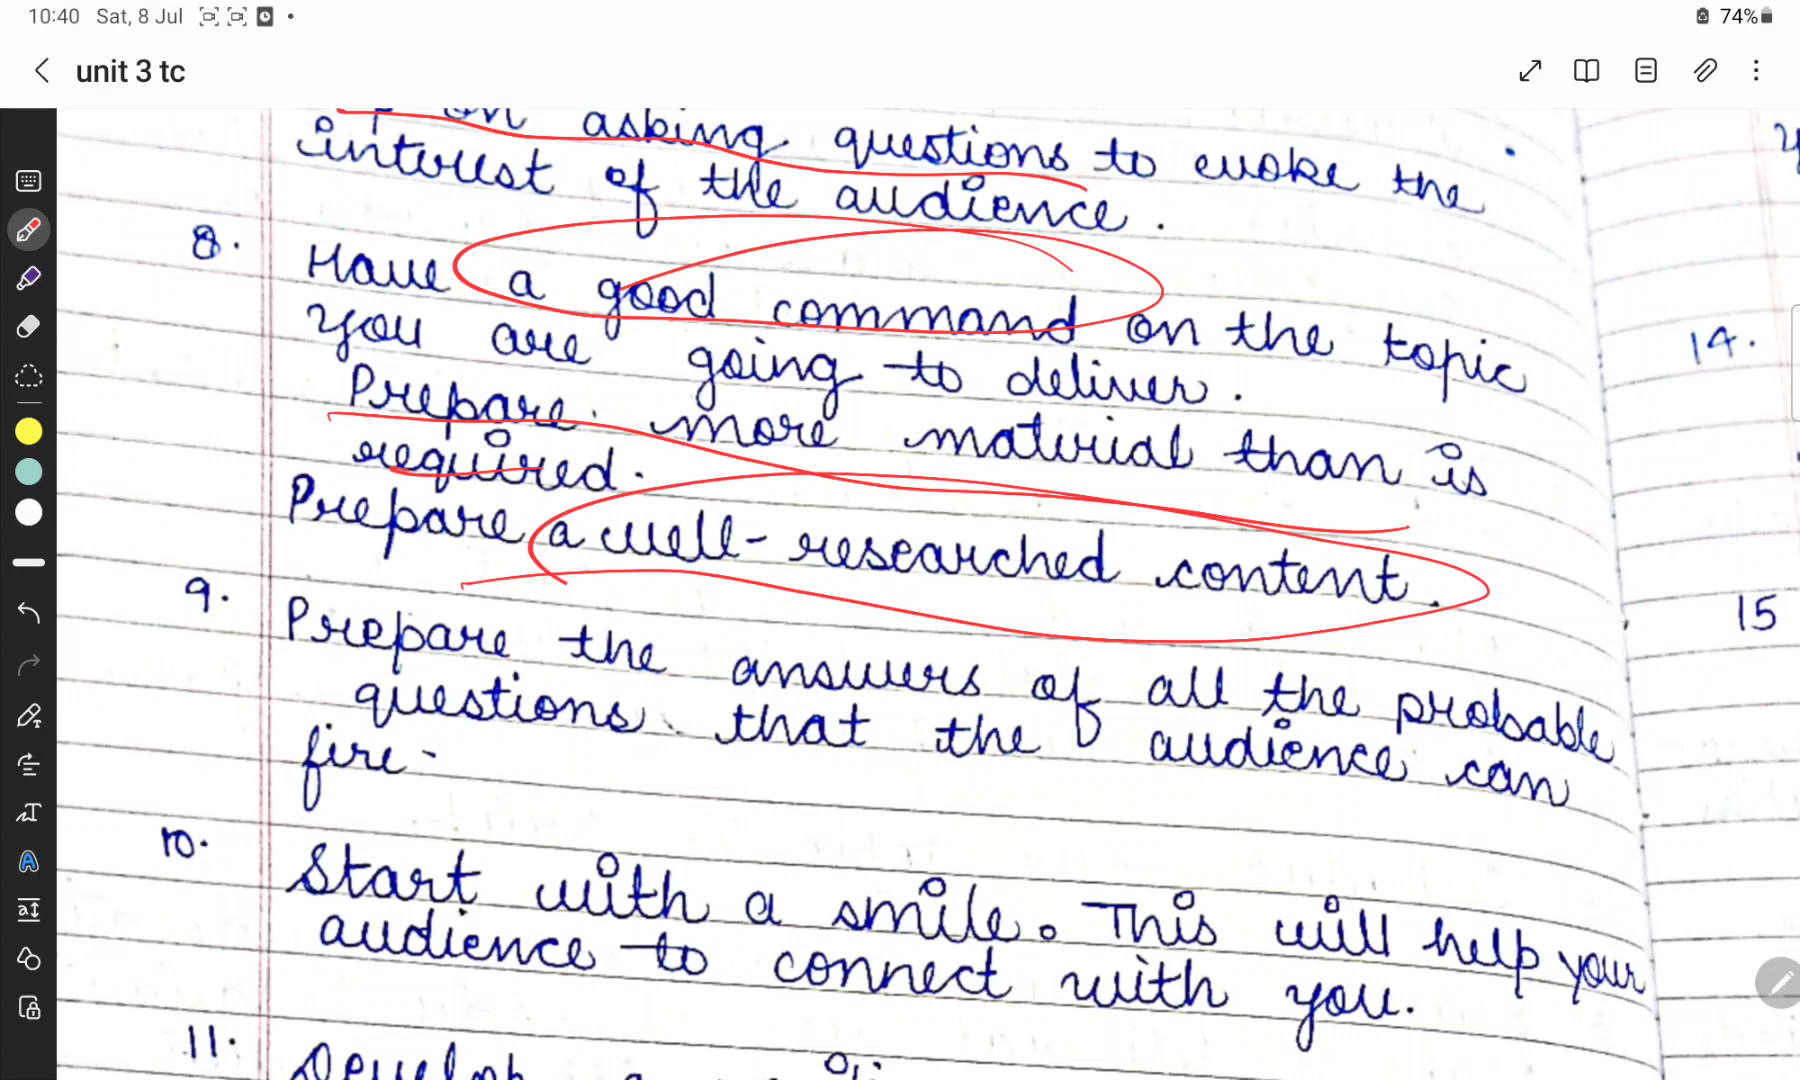 10:40 Sat, 8 Jul
74%
unit 3 tc
on asking questions to evoke the
interest of the audience.
8. Have a good command on the topic
you are going to deliver.
Prepare more material than is
required.
Prepare a well-researched content.
9. Prepare the answers of all the probable
questions that the audience can
fire.
10. Start with a smile. This will help your
audience to connect with you.
11. Develop a
14.
15